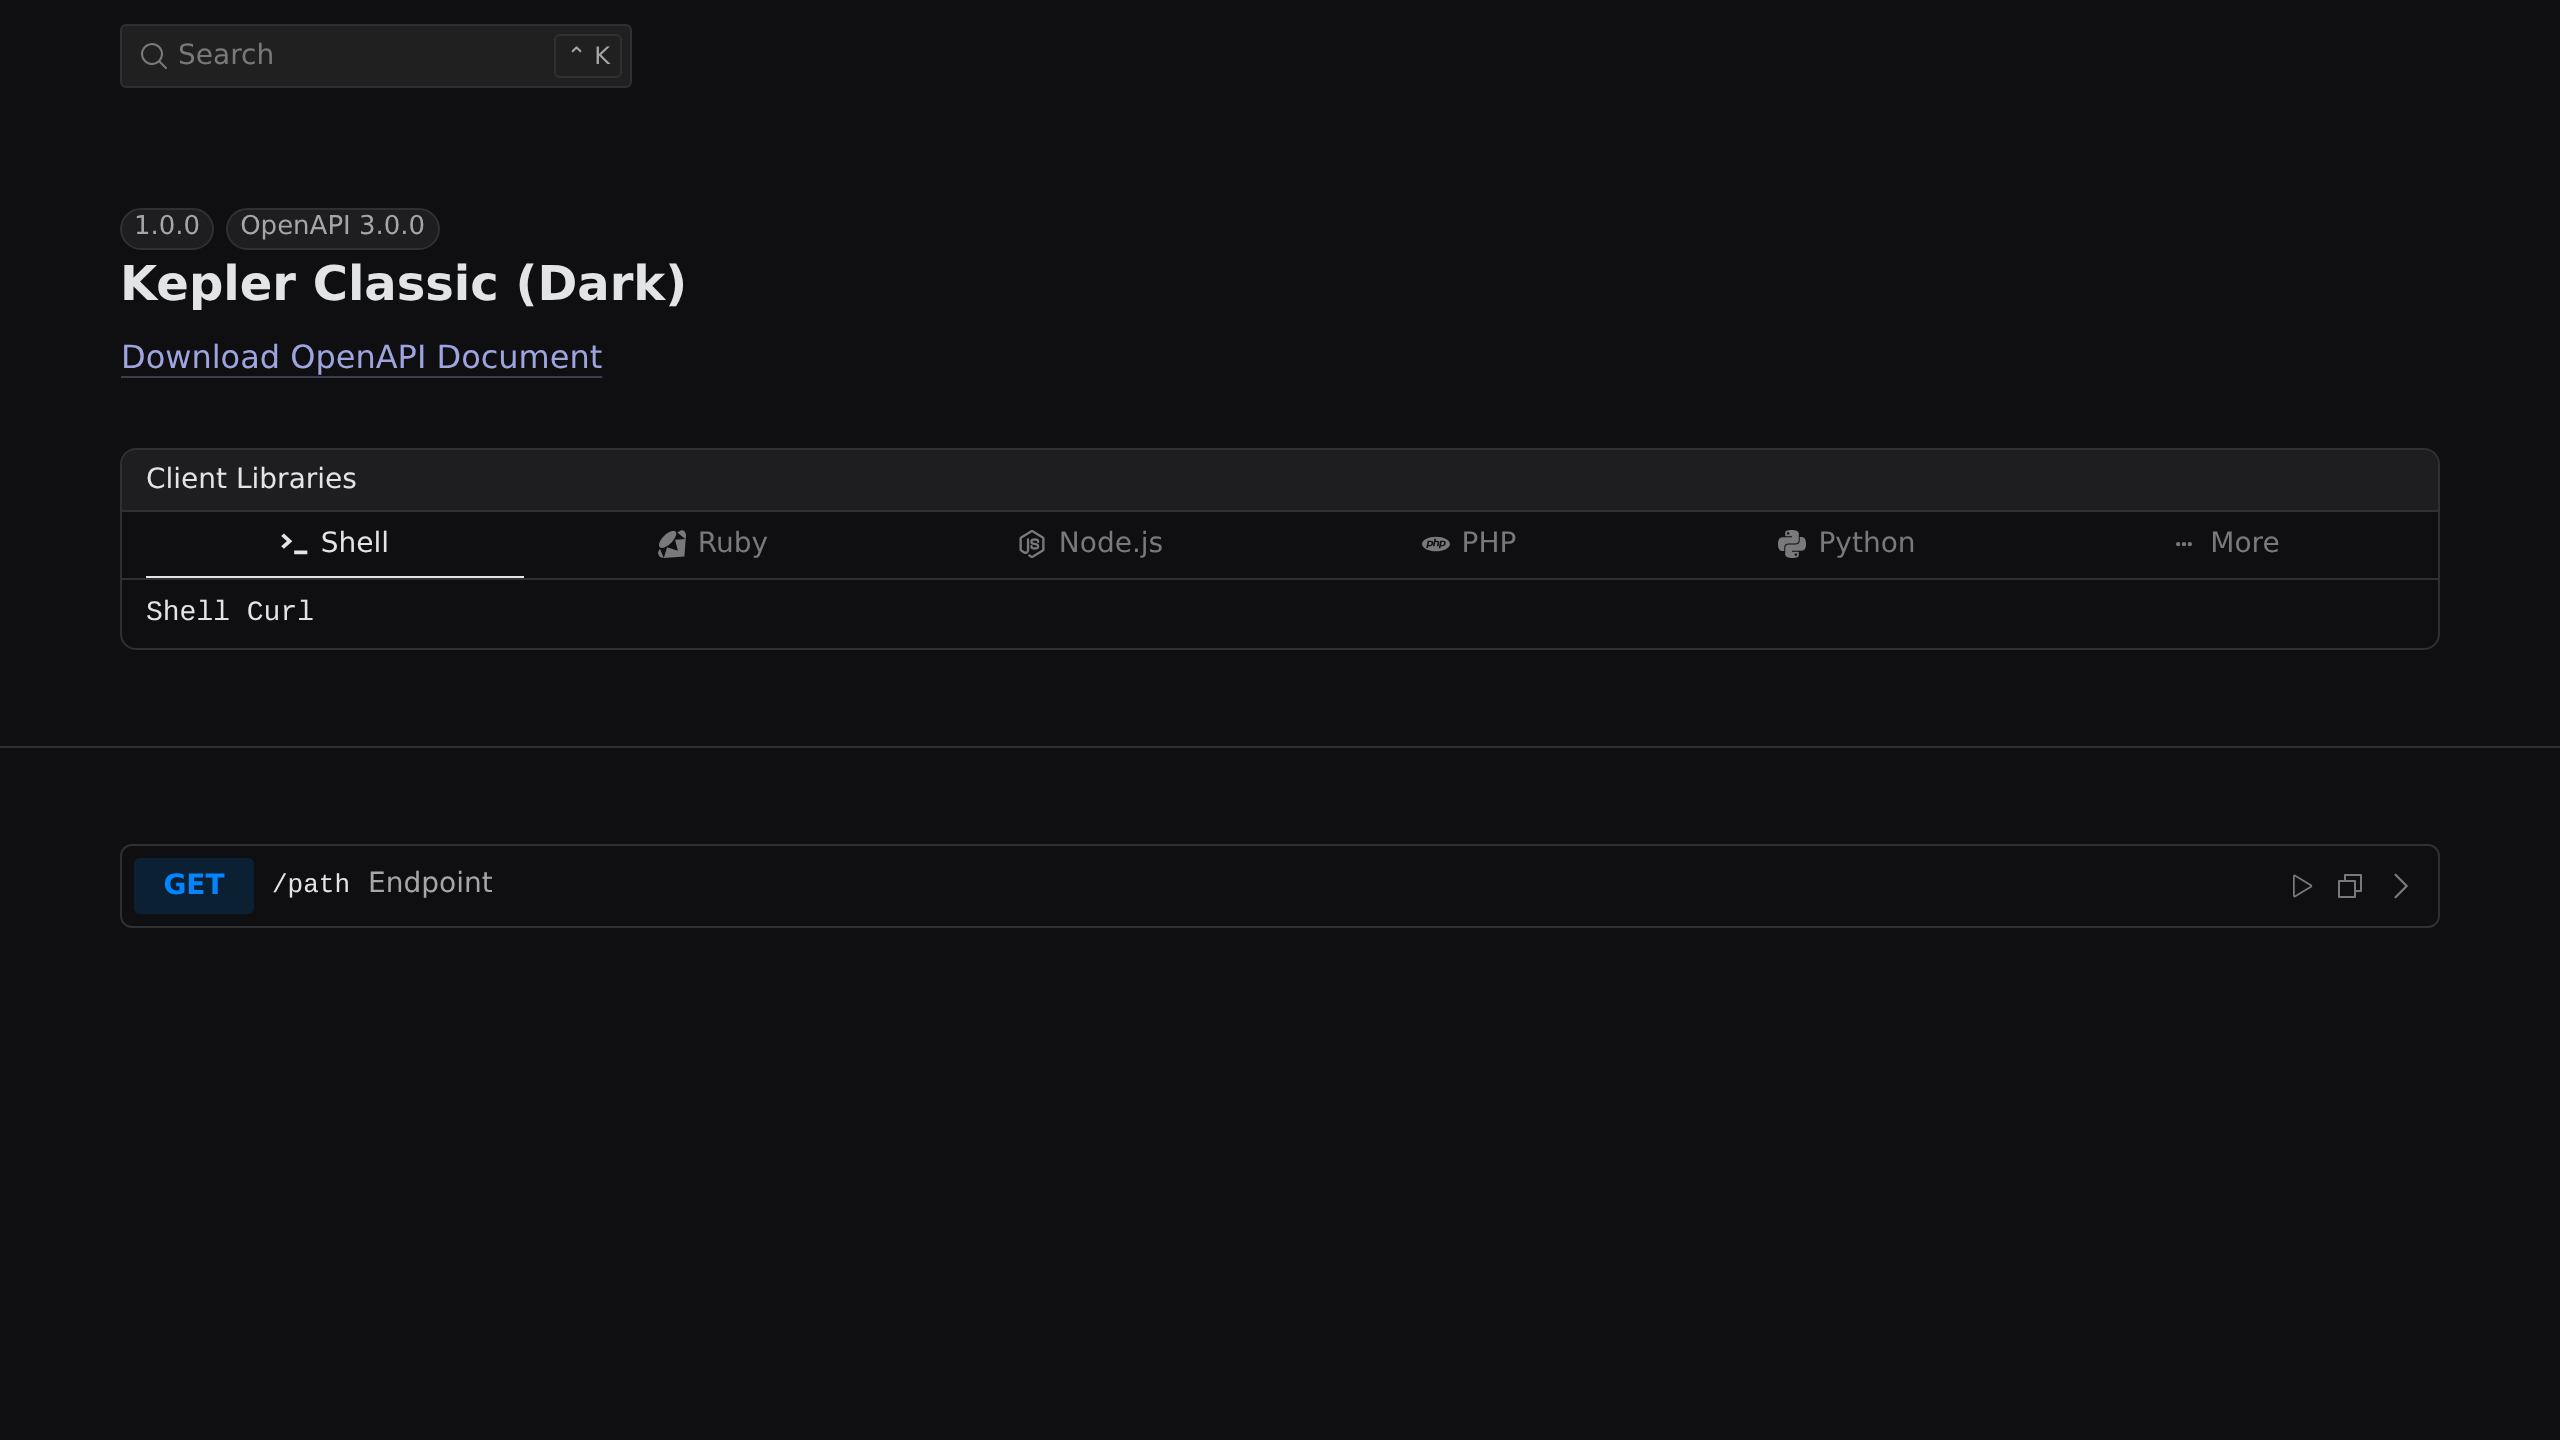 Search ⌃ K
1.0.0 OpenAPI 3.0.0
Kepler Classic (Dark)
Download OpenAPI Document
Client Libraries
Shell Ruby Node.js PHP Python More
Shell Curl
GET /path Endpoint